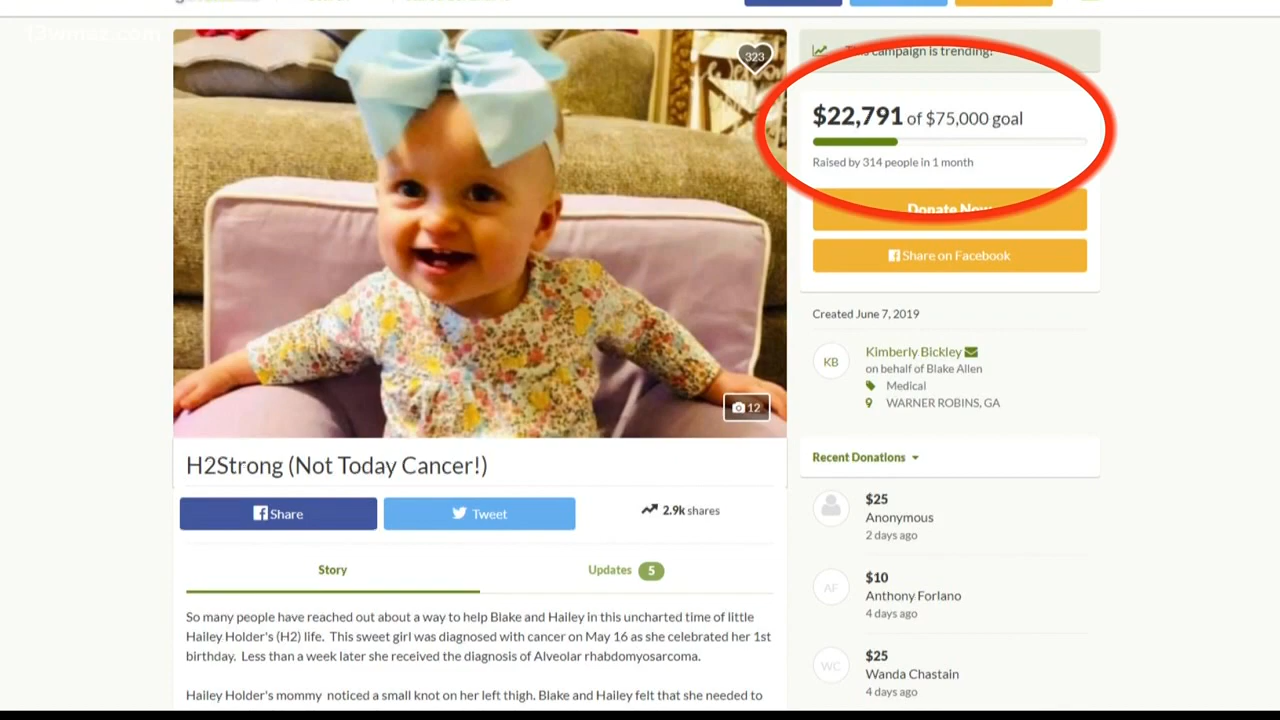 13wmaz.com
323
12
H2Strong (Not Today Cancer!)
Share
Tweet
2.9k shares
Story
Updates 5
So many people have reached out about a way to help Blake and Hailey in this uncharted time of little
Hailey Holder's (H2) life. This sweet girl was diagnosed with cancer on May 16 as she celebrated her 1st
birthday. Less than a week later she received the diagnosis of Alveolar rhabdomyosarcoma.
Hailey Holder's mommy noticed a small knot on her left thigh. Blake and Hailey felt that she needed to
campaign is trending!
$22,791 of $75,000 goal
Raised by 314 people in 1 month
Donate Now
Share on Facebook
Created June 7, 2019
KB
Kimberly Bickley
on behalf of Blake Allen
Medical
WARNER ROBINS, GA
Recent Donations
$25
Anonymous
2 days ago
AF
$10
Anthony Forlano
4 days ago
WC
$25
Wanda Chastain
4 days ago